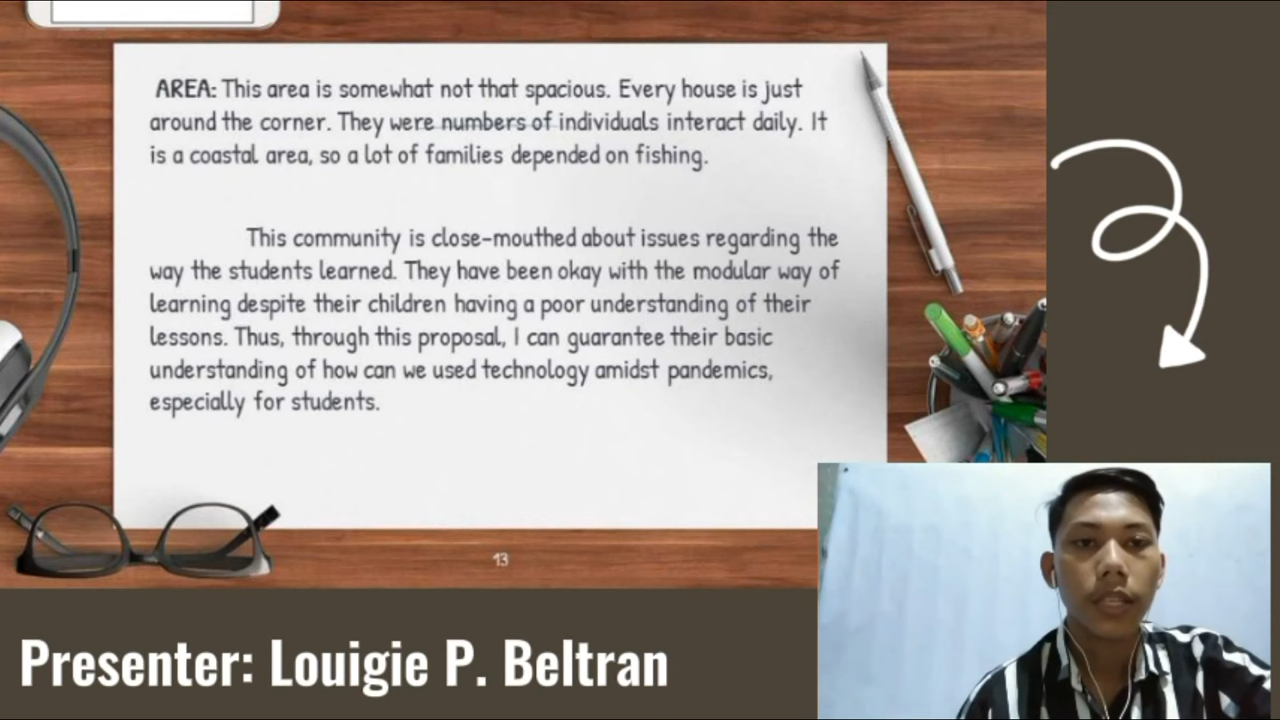 AREA: This area is somewhat not that spacious. Every house is just
around the corner. They were numbers of individuals interact daily. It
is a coastal area, so a lot of families depended on fishing.
This community is close-mouthed about issues regarding the
way the students learned. They have been okay with the modular way of
learning despite their children having a poor understanding of their
lessons. Thus, through this proposal, I can guarantee their basic
understanding of how can we used technology amidst pandemics,
especially for students.
13
Presenter: Louigie P. Beltran